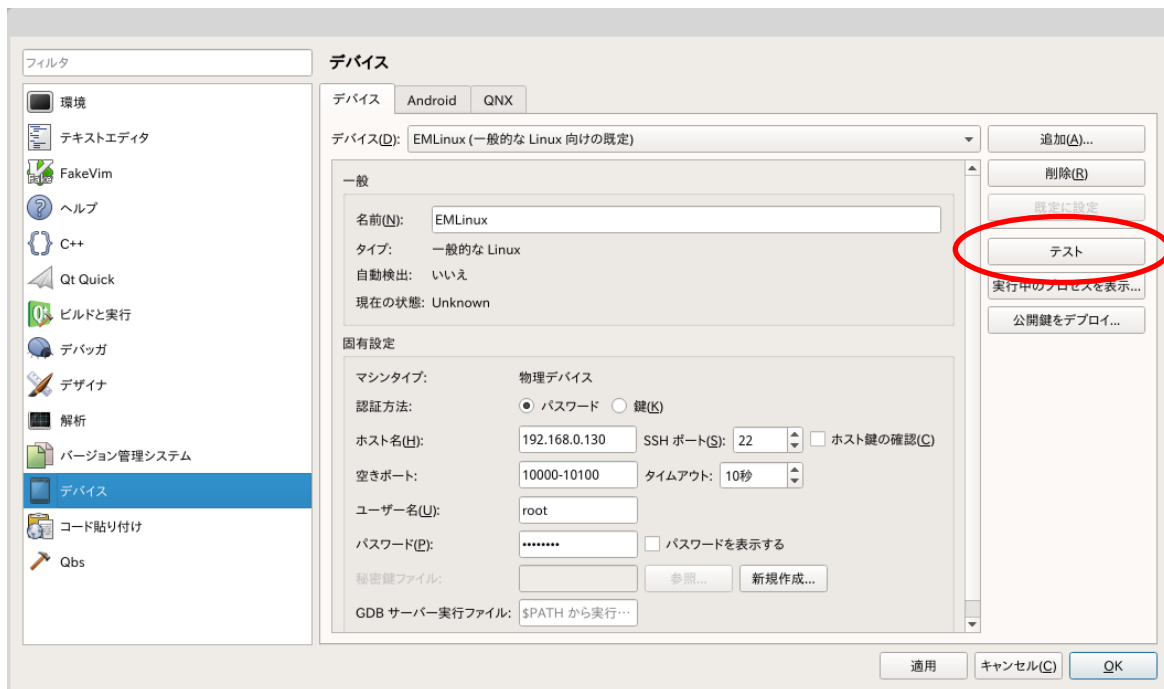 フィルタ
環境
テキストエディタ
FakeVim
ヘルプ
C++
Qt Quick
ビルドと実行
デバッガ
デザイナ
解析
バージョン管理システム
デバイス
コード貼り付け
Qbs
デバイス
デバイス Android QNX
デバイス(D): EMLinux (一般的な Linux 向けの既定)
一般
名前(N): EMLinux
タイプ: 一般的な Linux
自動検出: いいえ
現在の状態: Unknown
固有設定
マシンタイプ: 物理デバイス
認証方法: パスワード 鍵(K)
ホスト名(H): 192.168.0.130 SSH ポート(S): 22 ホスト鍵の確認(C)
空きポート: 10000-10100 タイムアウト: 10秒
ユーザー名(U): root
パスワード(P): •••••••• パスワードを表示する
秘密鍵ファイル: 参照... 新規作成...
GDB サーバー実行ファイル: $PATH から実行…
追加(A)...
削除(R)
既定に設定
テスト
実行中のプロセスを表示...
公開鍵をデプロイ...
適用 キャンセル(C) OK